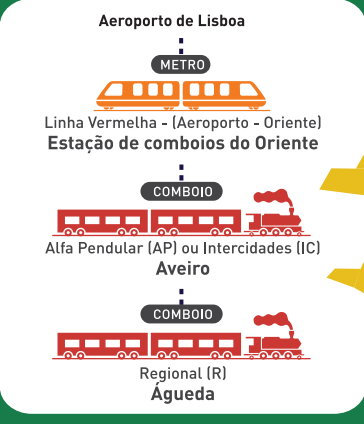 Aeroporto de Lisboa
METRO
Linha Vermelha - (Aeroporto - Oriente)
Estação de comboios do Oriente
COMBOIO
Alfa Pendular (AP) ou Intercidades (IC)
Aveiro
COMBOIO
Regional (R)
Águeda